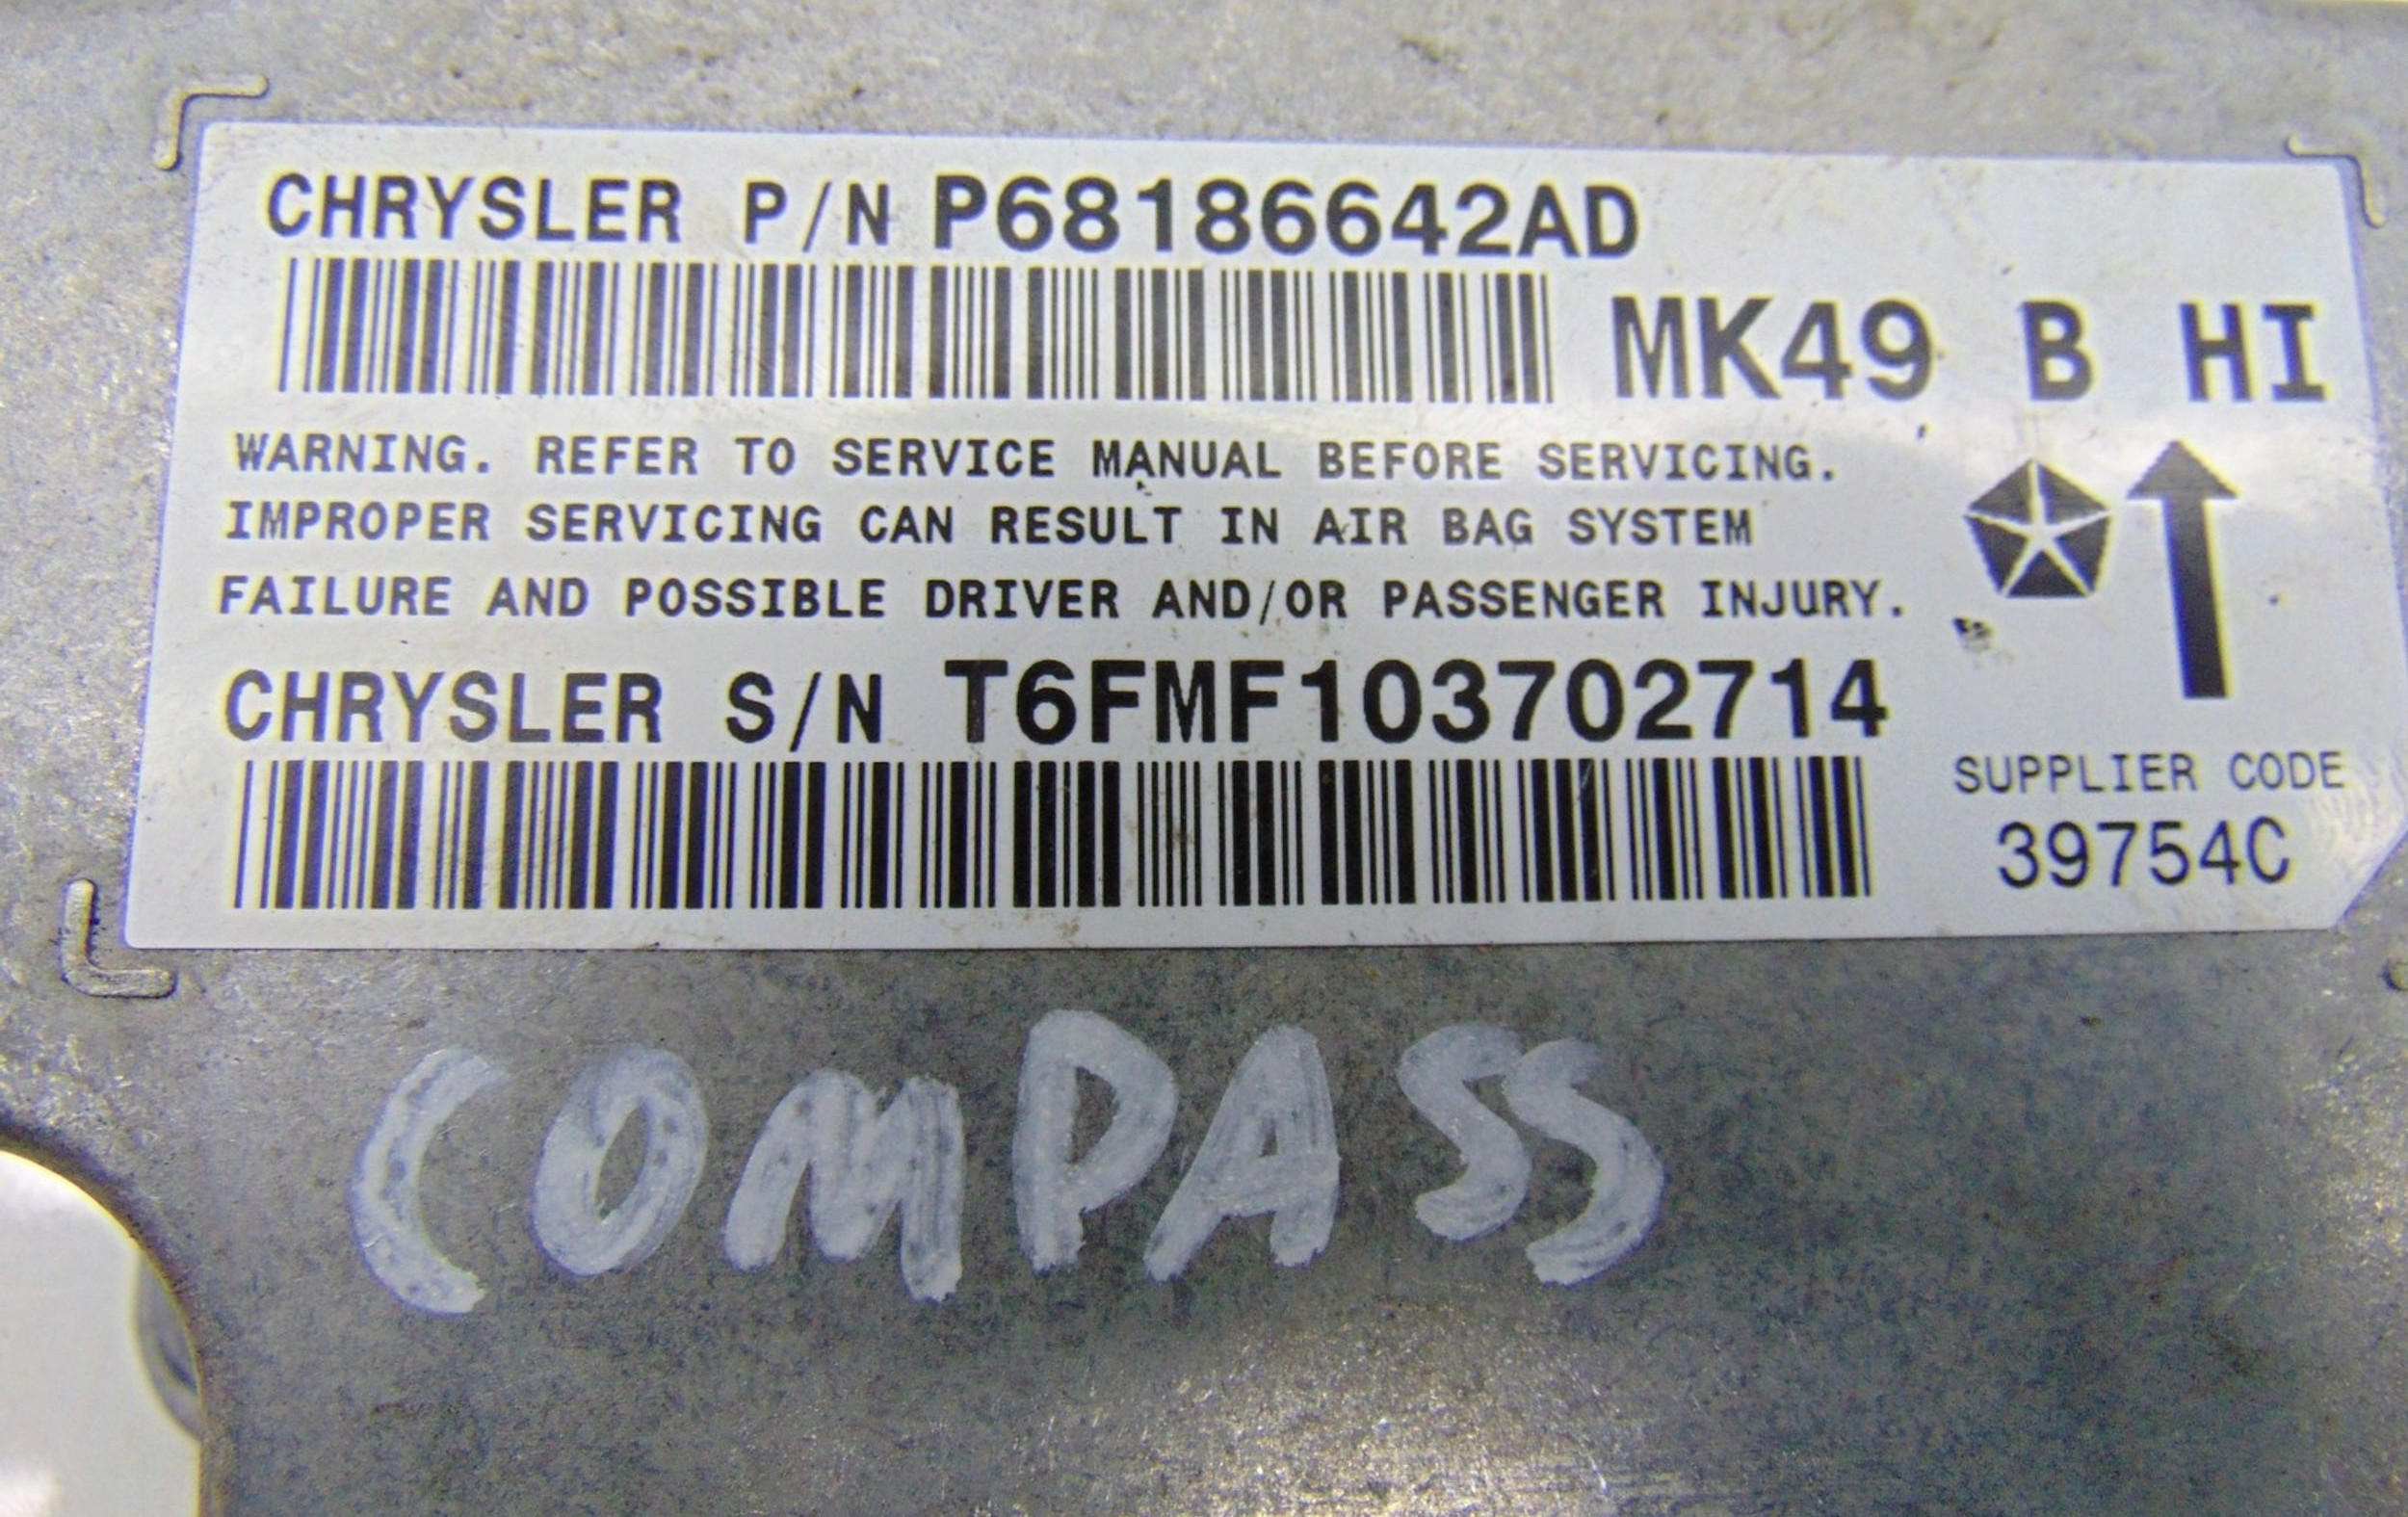 CHRYSLER P/N P68186642AD
MK49 B HI
WARNING. REFER TO SERVICE MANUAL BEFORE SERVICING.
IMPROPER SERVICING CAN RESULT IN AIR BAG SYSTEM
FAILURE AND POSSIBLE DRIVER AND/OR PASSENGER INJURY.
CHRYSLER S/N T6FMF103702714
SUPPLIER CODE
39754C
COMPASS